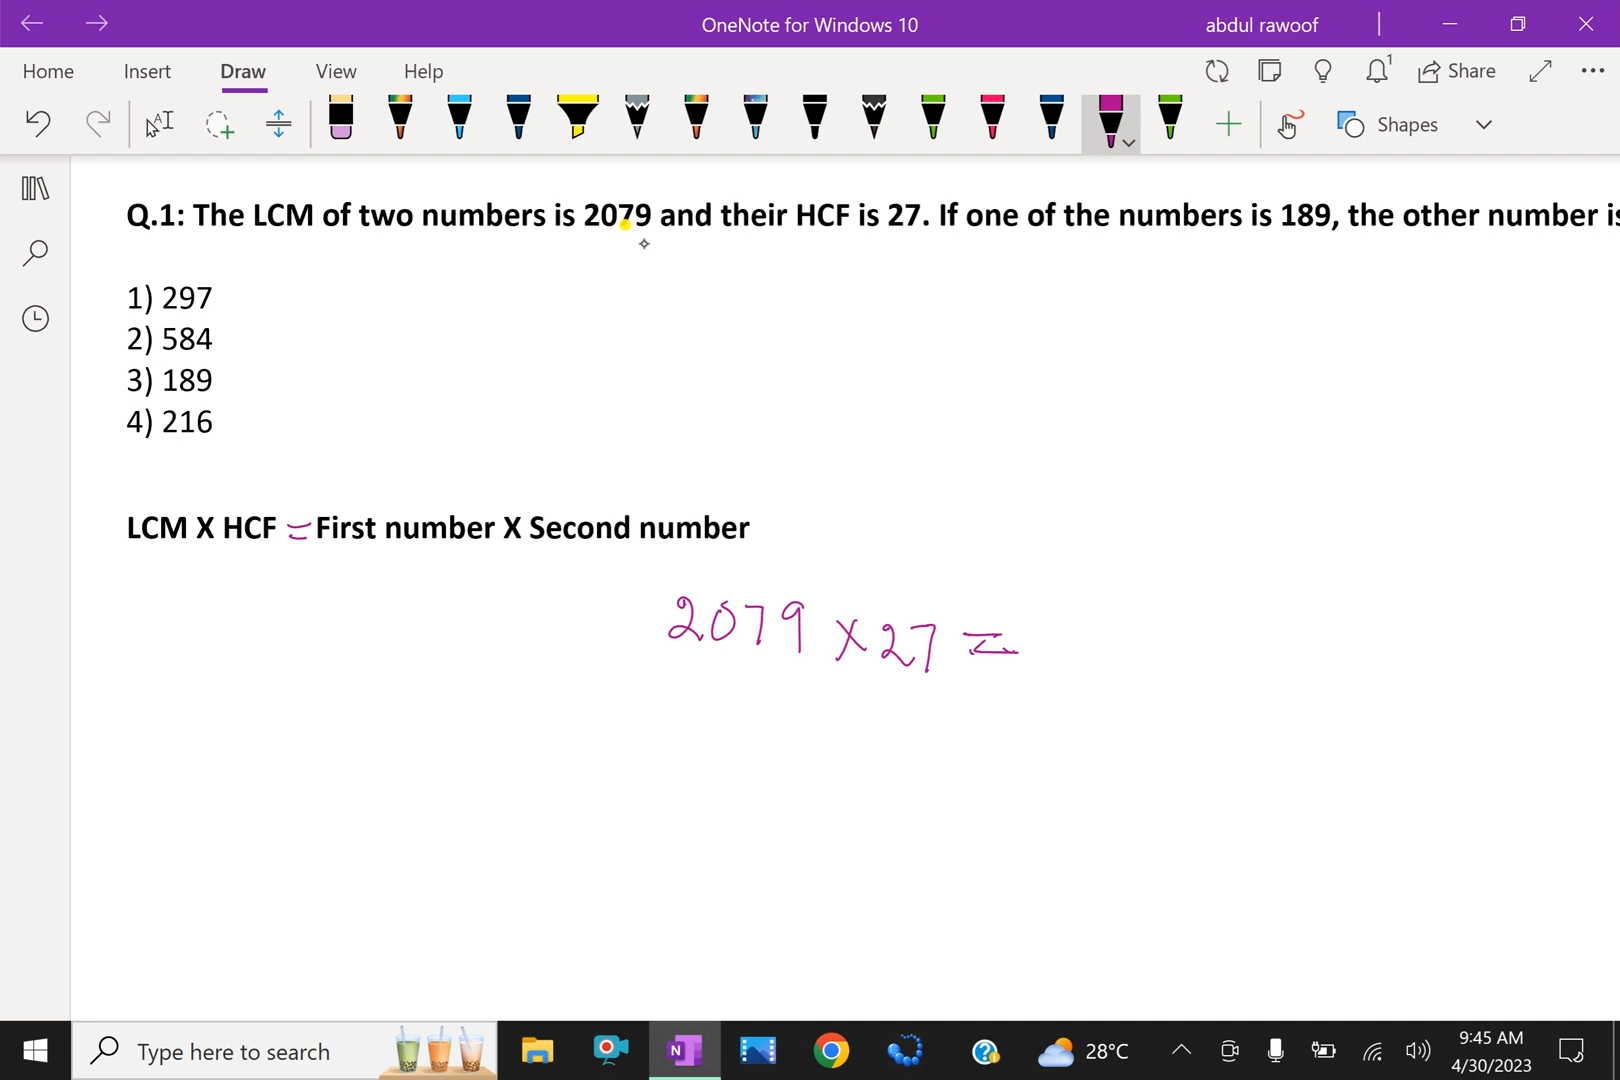 OneNote for Windows 10
abdul rawoof
Home Insert Draw View Help
1
Share
Shapes
Q.1: The LCM of two numbers is 2079 and their HCF is 27. If one of the numbers is 189, the other number is
1) 297
2) 584
3) 189
4) 216
LCM X HCF = First number X Second number
2079 X 27 =
N
Type here to search
28°C
9:45 AM
4/30/2023